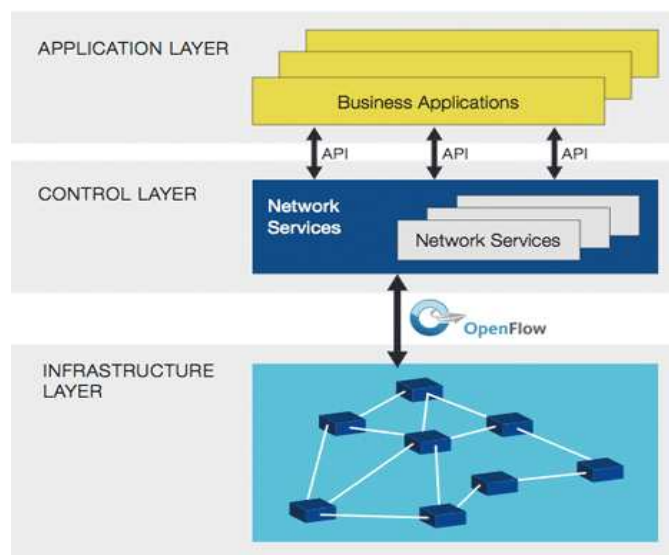 APPLICATION LAYER
Business Applications
API
API
API
CONTROL LAYER
Network
Services
Network Services
OpenFlow
INFRASTRUCTURE
LAYER